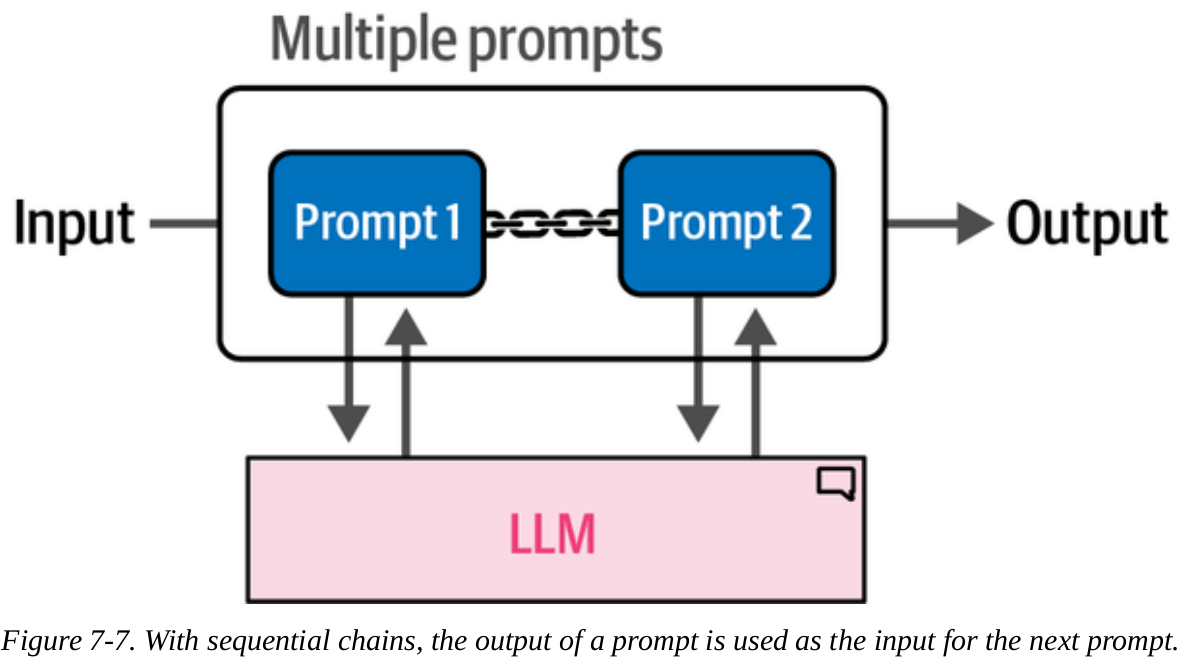 Multiple prompts
Input
Prompt 1
Prompt 2
Output
LLM
Figure 7-7. With sequential chains, the output of a prompt is used as the input for the next prompt.